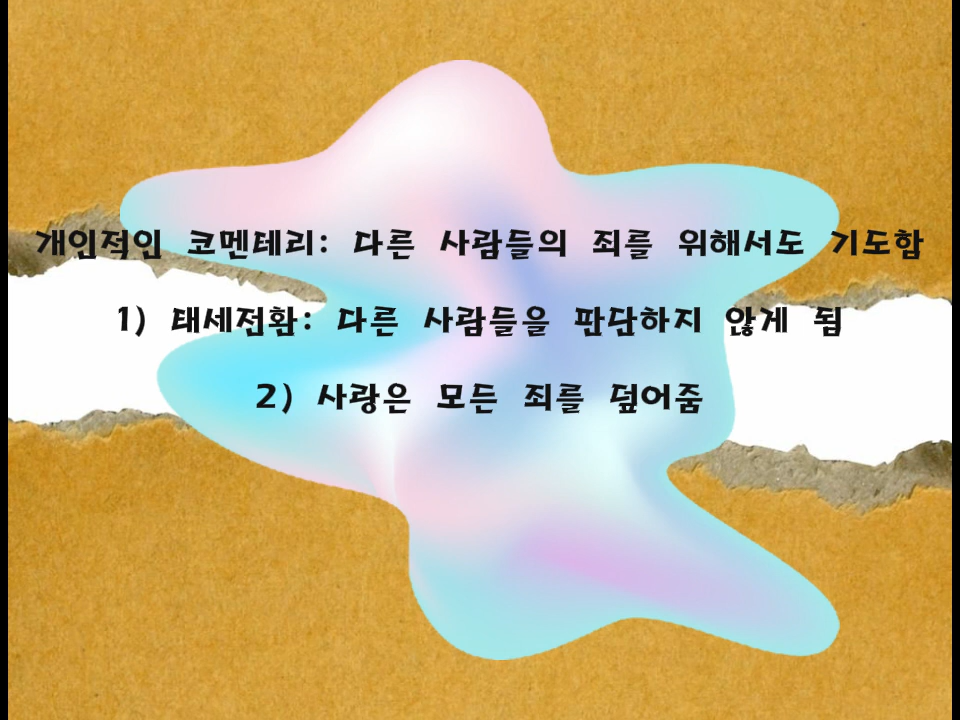 개인적인 코멘테리: 다른 사람들의 죄를 위해서도 기도함
1) 태세전환: 다른 사람들을 판단하지 않게 됨
2) 사랑은 모든 죄를 덮어줌